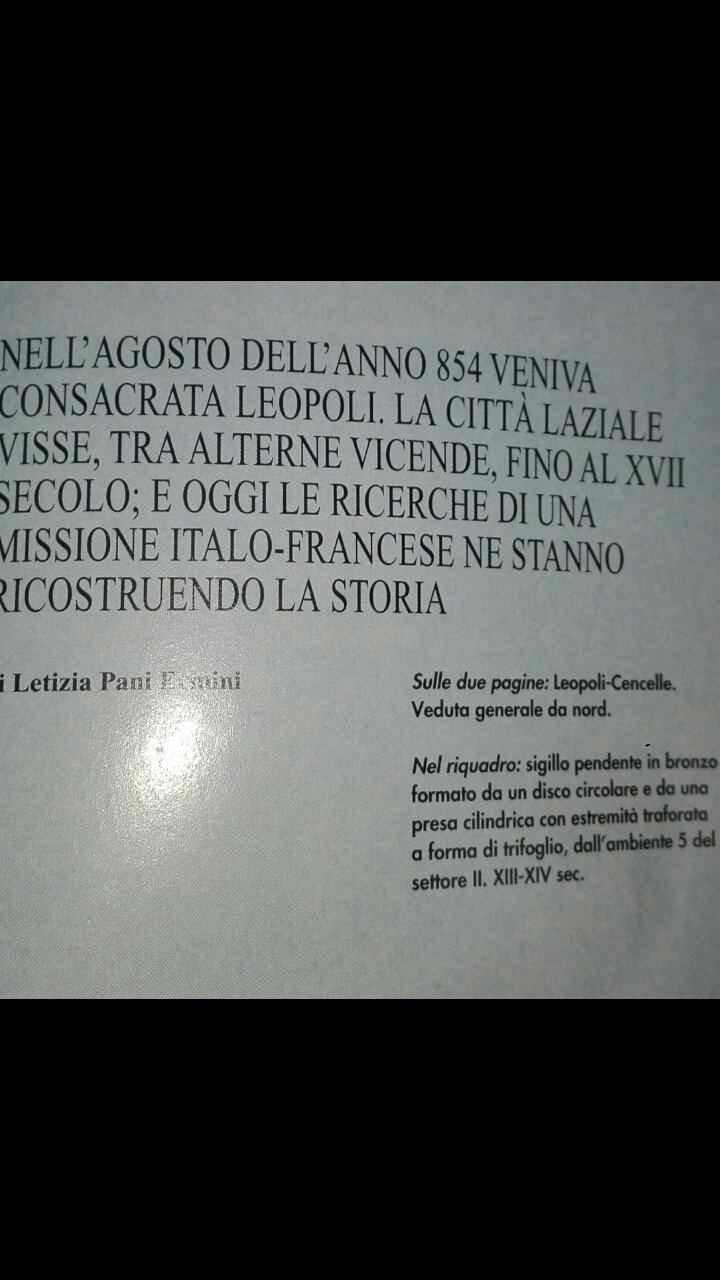 NELL'AGOSTO DELL'ANNO 854 VENIVA
CONSACRATA LEOPOLI. LA CITTÀ LAZIALE
VISSE, TRA ALTERNE VICENDE, FINO AL XVII
SECOLO; E OGGI LE RICERCHE DI UNA
MISSIONE ITALO-FRANCESE NE STANNO
RICOSTRUENDO LA STORIA
i Letizia Pani Ermini
Sulle due pagine: Leopoli-Cencelle.
Veduta generale da nord.
Nel riquadro: sigillo pendente in bronzo
formato da un disco circolare e da una
presa cilindrica con estremità traforata
a forma di trifoglio, dall'ambiente 5 del
settore II. XIII-XIV sec.